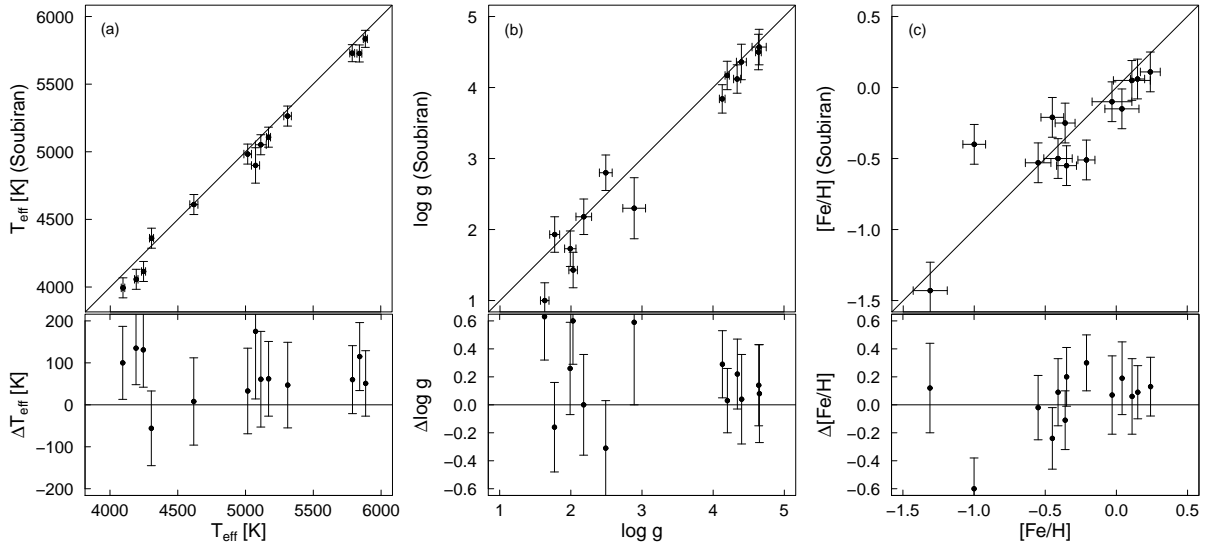 (a)
6000
5500
5000
4500
4000
T_eff [K] (Soubiran)
200
100
0
−100
−200
ΔT_eff [K]
4000 4500 5000 5500 6000
T_eff [K]
(b)
5
4
3
2
1
log g (Soubiran)
0.6
0.4
0.2
0.0
−0.2
−0.4
−0.6
Δlog g
1 2 3 4 5
log g
(c)
0.5
0.0
−0.5
−1.0
−1.5
[Fe/H] (Soubiran)
0.6
0.4
0.2
0.0
−0.2
−0.4
−0.6
Δ[Fe/H]
−1.5 −1.0 −0.5 0.0 0.5
[Fe/H]